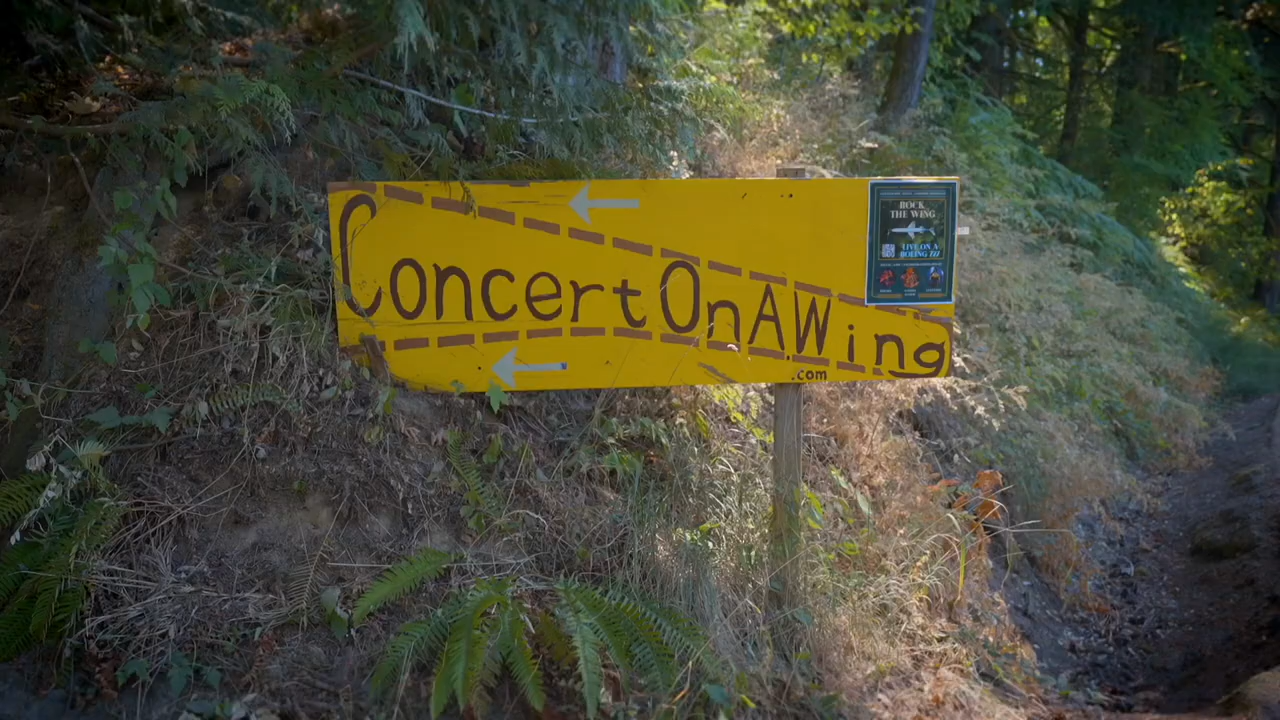 ConcertOnAWing
.com
ROCK
THE WING
LIVE ON A
BOEING 727